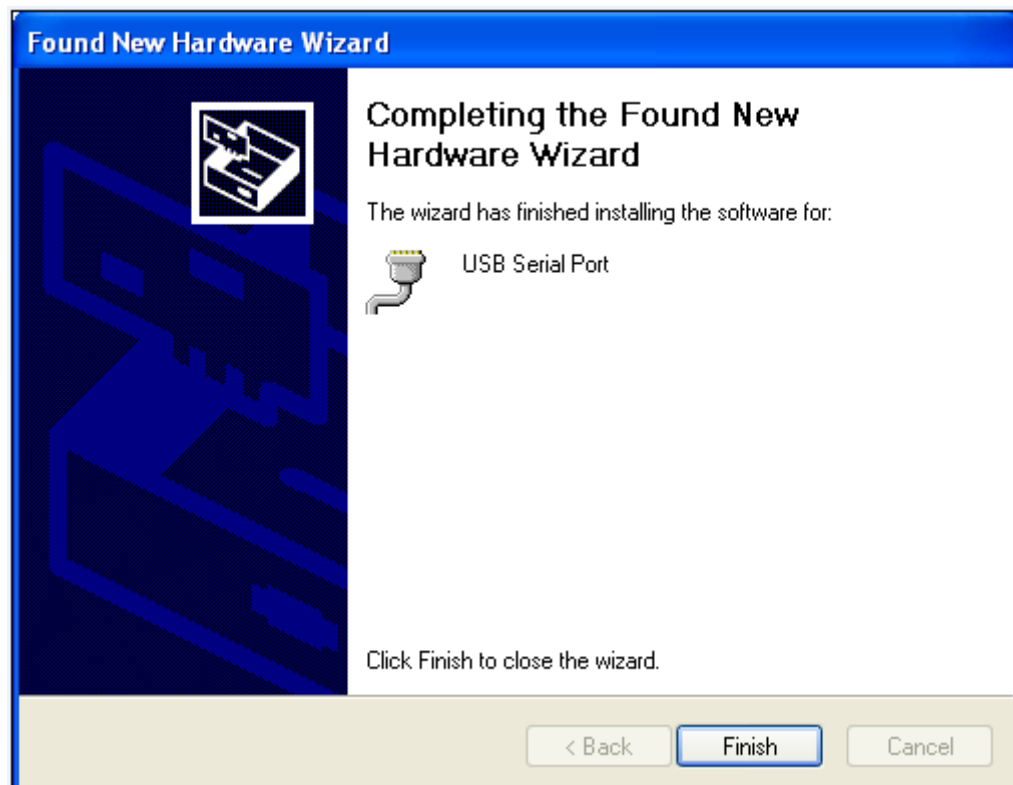 Found New Hardware Wizard
Completing the Found New
Hardware Wizard
The wizard has finished installing the software for:
USB Serial Port
Click Finish to close the wizard.
< Back
Finish
Cancel